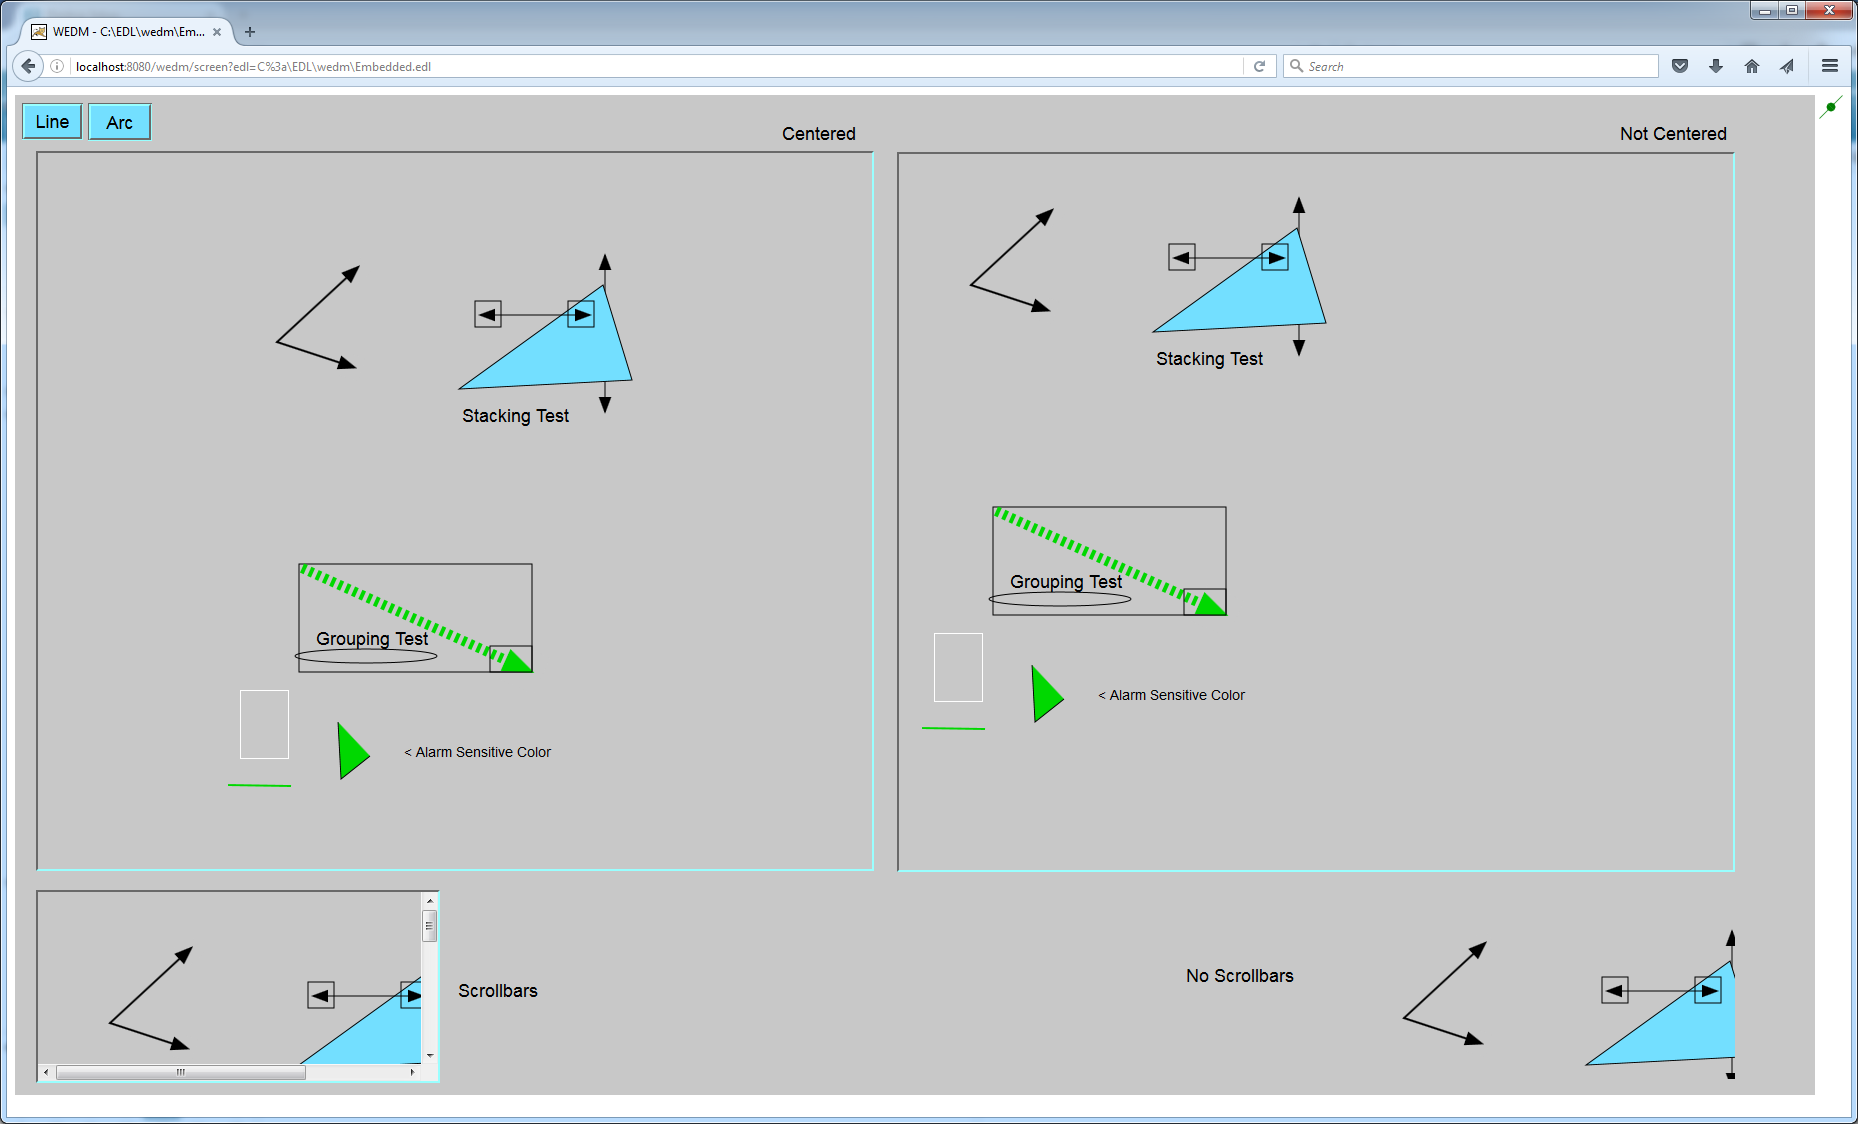 WEDM - C:\EDL\wedm\Em...
localhost:8080/wedm/screen?edl=C%3a\EDL\wedm\Embedded.edl
Search
Line
Arc
Centered
Not Centered
Stacking Test
Stacking Test
Grouping Test
Grouping Test
< Alarm Sensitive Color
< Alarm Sensitive Color
Scrollbars
No Scrollbars